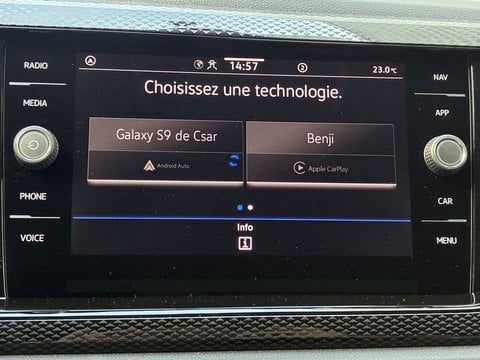 RADIO
MEDIA
PHONE
VOICE
A
14:57
2
23.0°C
Choisissez une technologie.
Galaxy S9 de Csar
Android Auto
Benji
Apple CarPlay
Info
i
NAV
APP
CAR
MENU